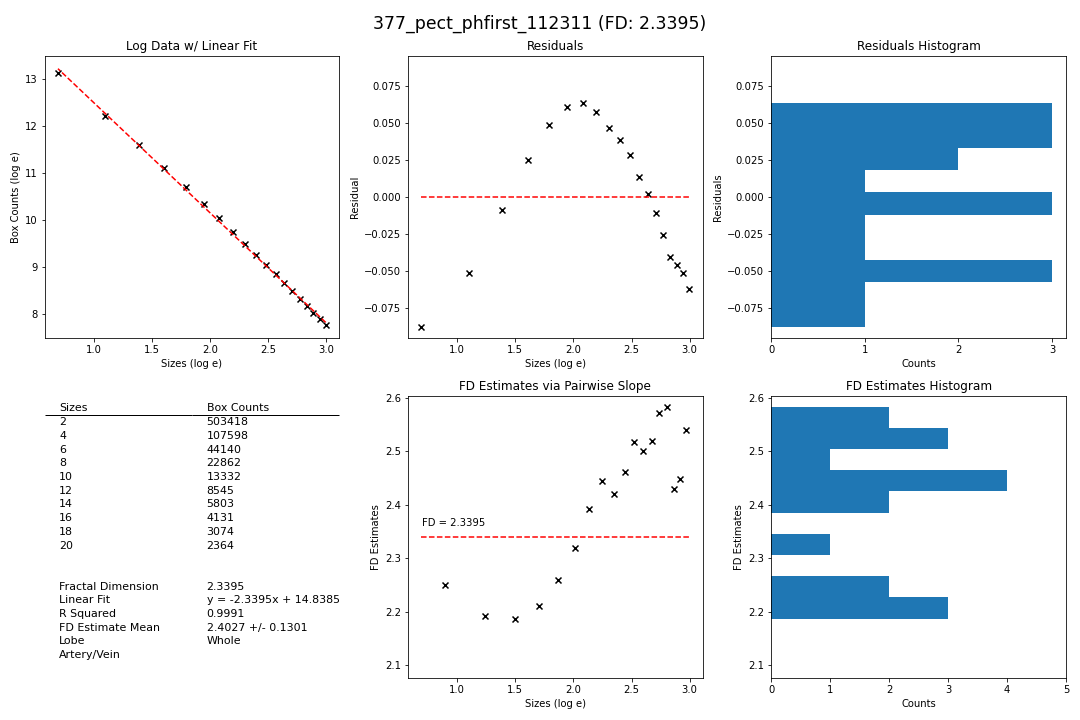 377_pect_phfirst_112311 (FD: 2.3395)
Log Data w/ Linear Fit
Box Counts (log e)
13
12
11
10
9
8
1.0
1.5
2.0
2.5
3.0
Sizes (log e)
Residuals
Residual
0.075
0.050
0.025
0.000
−0.025
−0.050
−0.075
1.0
1.5
2.0
2.5
3.0
Sizes (log e)
Residuals Histogram
Residuals
0.075
0.050
0.025
0.000
−0.025
−0.050
−0.075
0
1
2
3
Counts
Sizes Box Counts
2 503418
4 107598
6 44140
8 22862
10 13332
12 8545
14 5803
16 4131
18 3074
20 2364
Fractal Dimension 2.3395
Linear Fit y = -2.3395x + 14.8385
R Squared 0.9991
FD Estimate Mean 2.4027 +/- 0.1301
Lobe Whole
Artery/Vein
FD Estimates via Pairwise Slope
FD Estimates
2.6
2.5
2.4
2.3
2.2
2.1
FD = 2.3395
1.0
1.5
2.0
2.5
3.0
Sizes (log e)
FD Estimates Histogram
FD Estimates
2.6
2.5
2.4
2.3
2.2
2.1
0
1
2
3
4
5
Counts